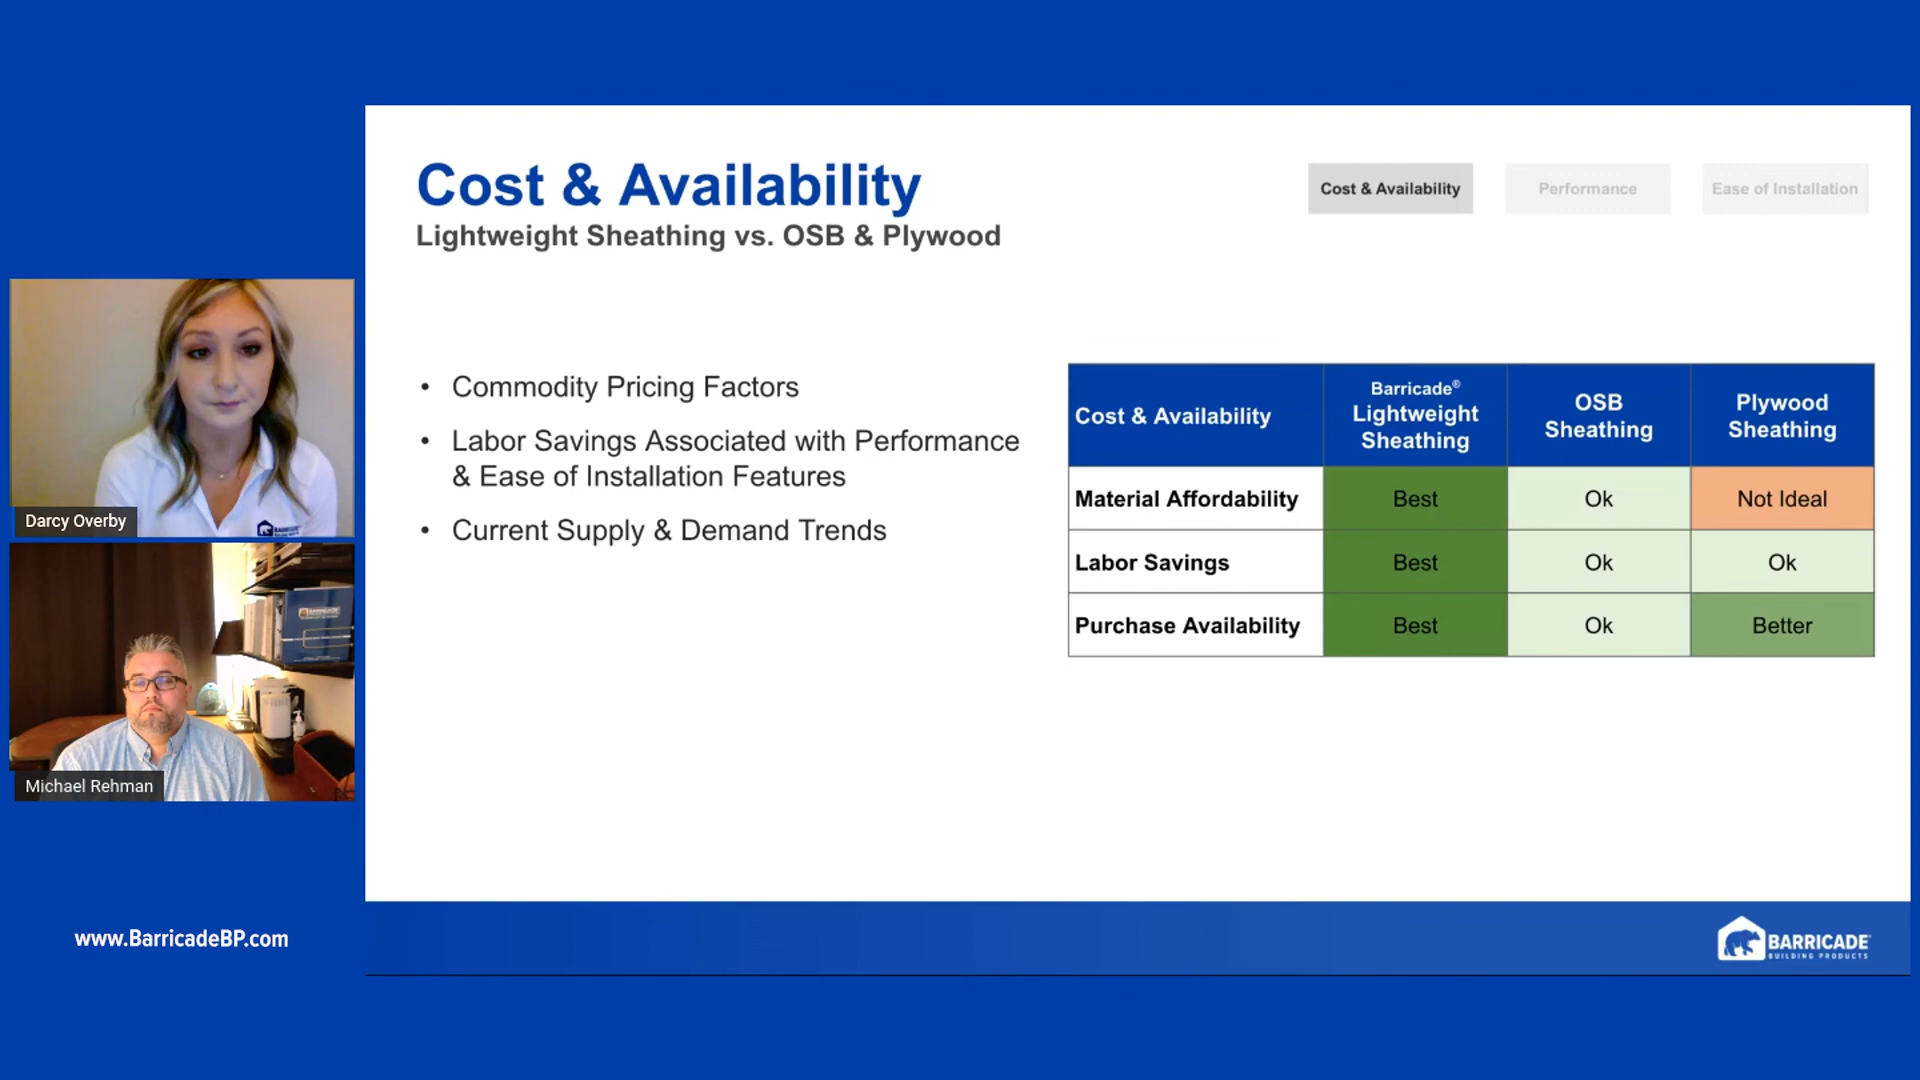 Cost & Availability
Lightweight Sheathing vs. OSB & Plywood
Cost & Availability
Performance
Ease of Installation
• Commodity Pricing Factors
• Labor Savings Associated with Performance
& Ease of Installation Features
• Current Supply & Demand Trends
Cost & Availability
Barricade®
Lightweight
Sheathing
OSB
Sheathing
Plywood
Sheathing
Material Affordability
Best
Ok
Not Ideal
Labor Savings
Best
Ok
Ok
Purchase Availability
Best
Ok
Better
Darcy Overby
BARRICADE
Michael Rehman
www.BarricadeBP.com
BARRICADE
BUILDING PRODUCTS